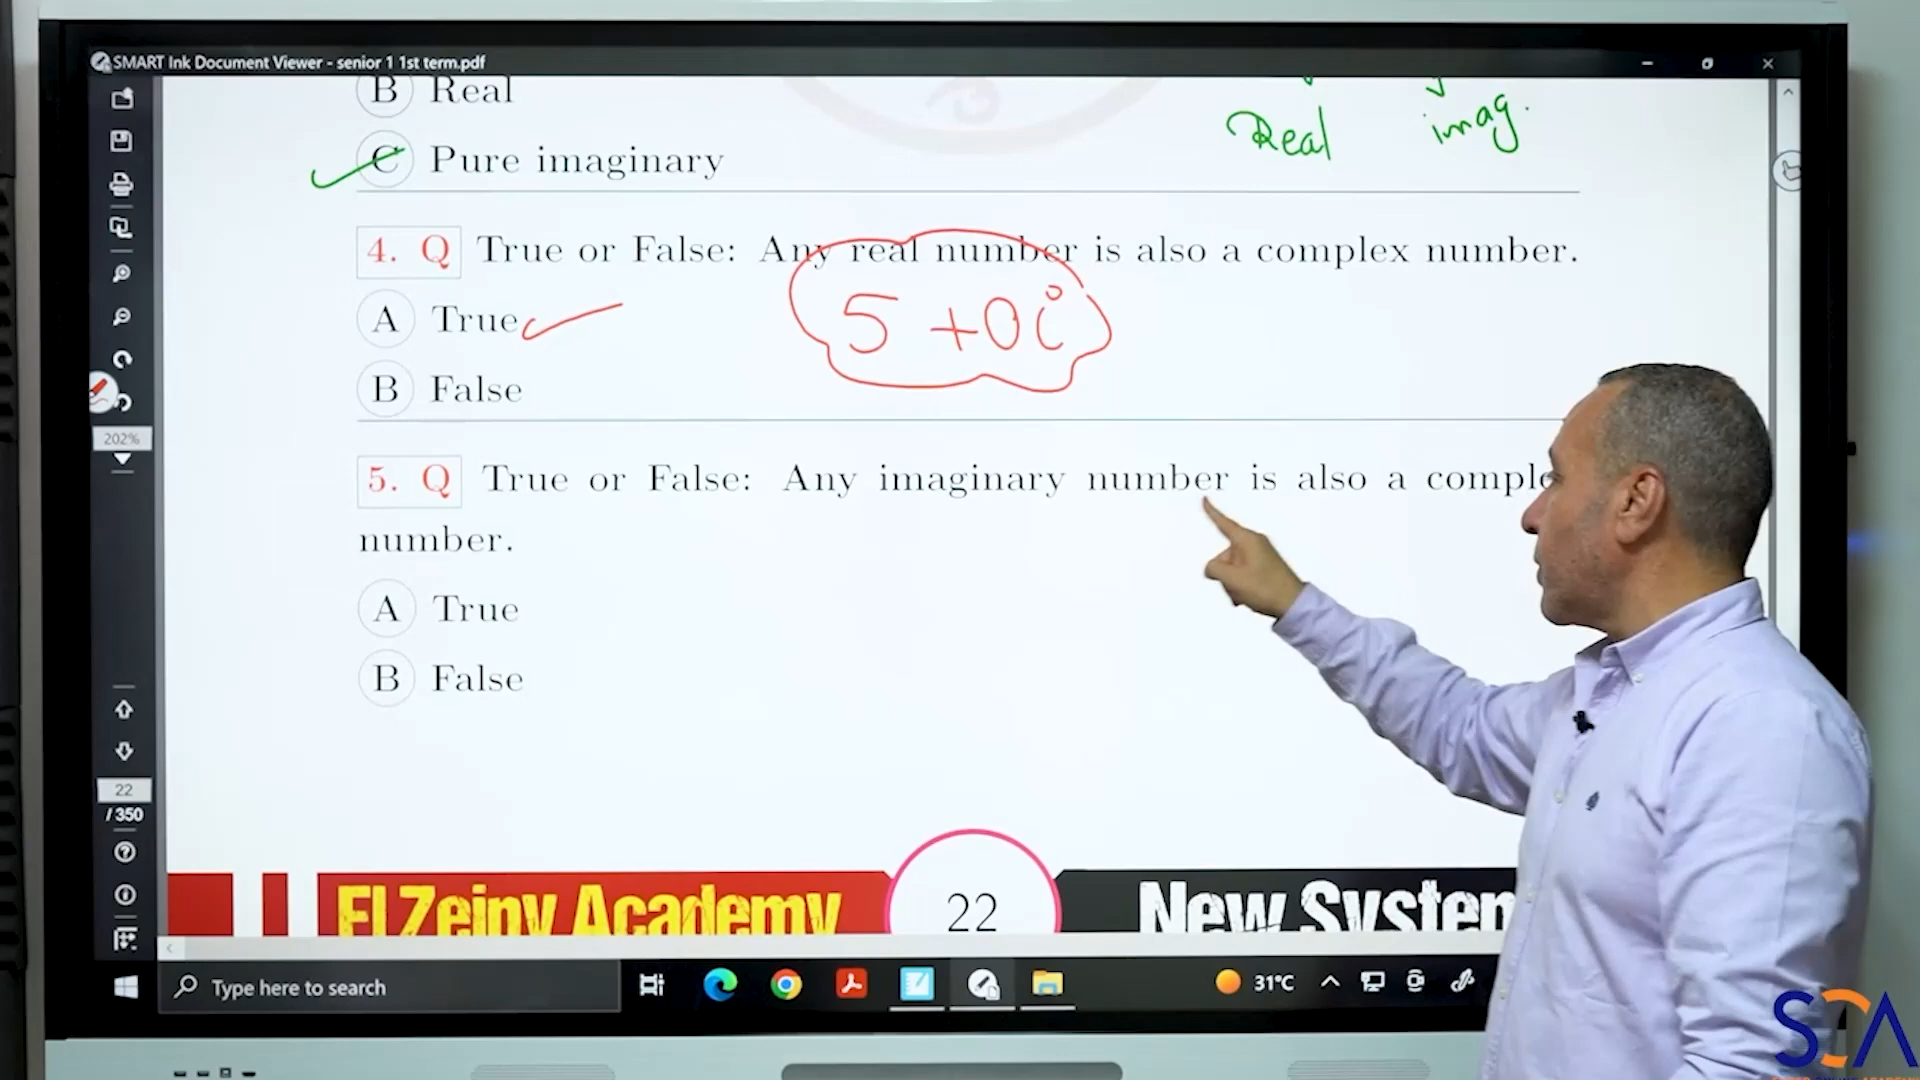 SMART Ink Document Viewer - senior 1 1st term.pdf
B Real
C Pure imaginary
Real
imag.
4. Q True or False: Any real number is also a complex number.
5 + 0i
A True
B False
202%
5. Q True or False: Any imaginary number is also a comple
number.
A True
B False
22
/ 350
El Zeiny Academy
22
New System
Type here to search
31°C
SCA